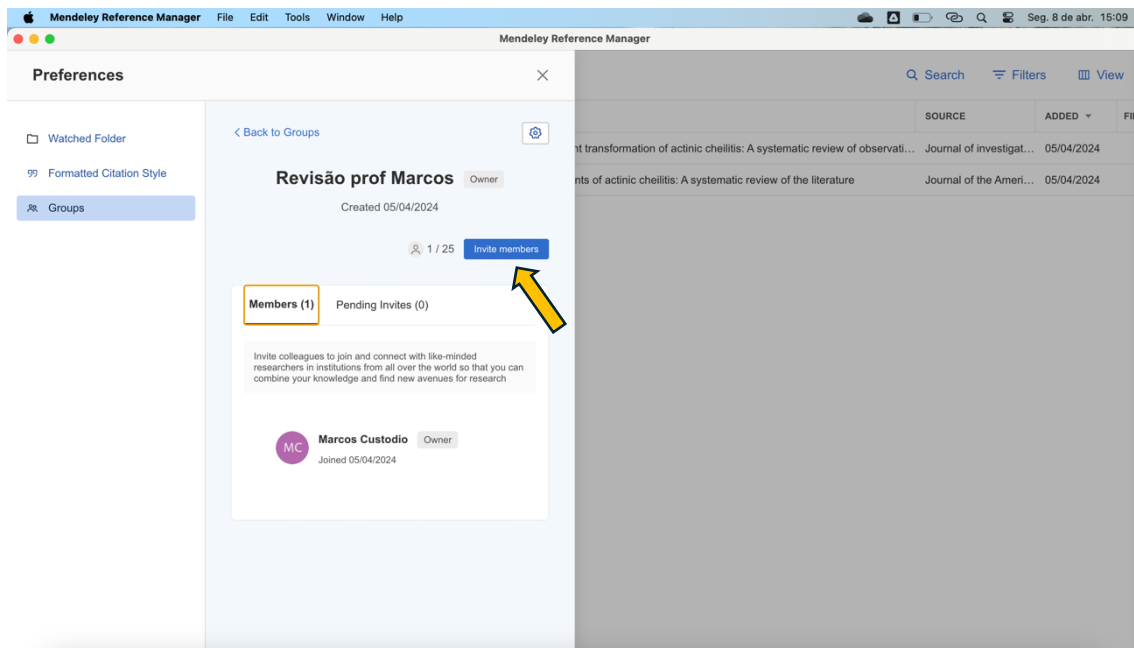 Mendeley Reference Manager File Edit Tools Window Help Seg. 8 de abr. 15:09
Mendeley Reference Manager
Preferences
Search Filters View
SOURCE ADDED FI
Watched Folder
Back to Groups
nt transformation of actinic cheilitis: A systematic review of observati... Journal of investigat... 05/04/2024
Formatted Citation Style
Revisão prof Marcos Owner
nts of actinic cheilitis: A systematic review of the literature Journal of the Ameri... 05/04/2024
Groups
Created 05/04/2024
1 / 25 Invite members
Members (1) Pending Invites (0)
Invite colleagues to join and connect with like-minded
researchers in institutions from all over the world so that you can
combine your knowledge and find new avenues for research
MC Marcos Custodio Owner
Joined 05/04/2024